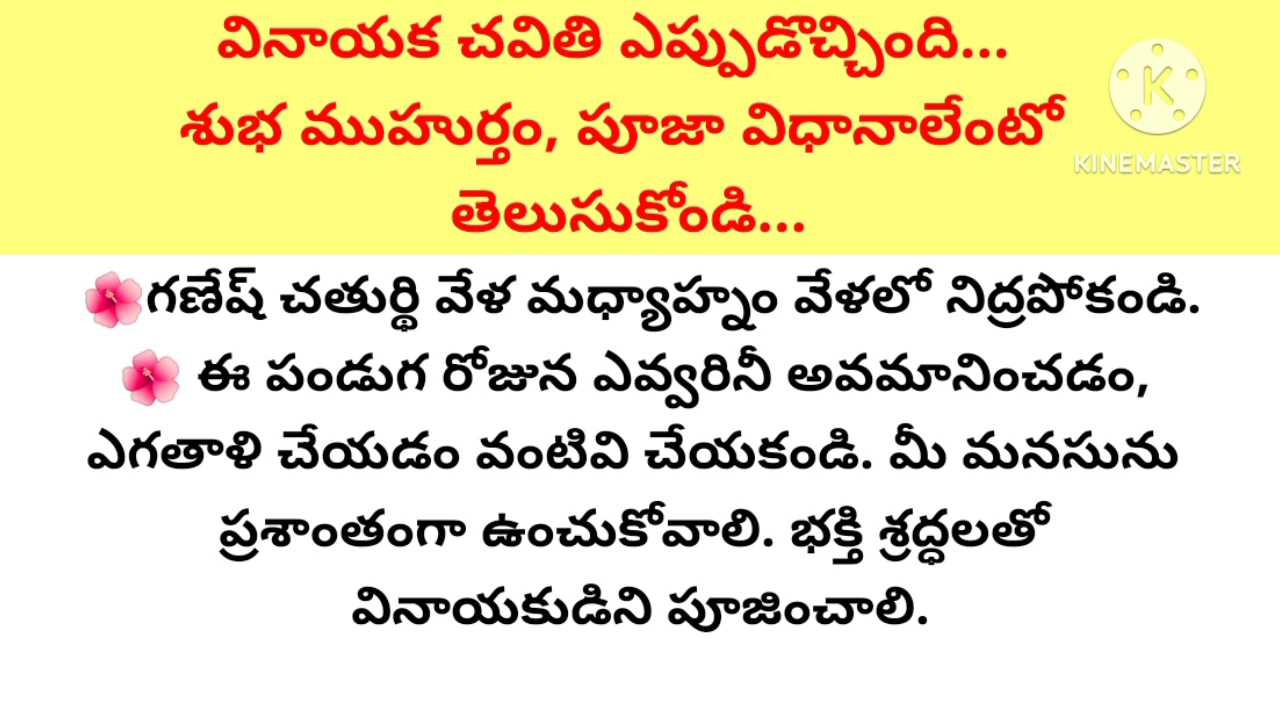 వినాయక చవితి ఎప్పుడొచ్చింది...
శుభ ముహుర్తం, పూజా విధానాలేంటో
KINEMASTER
తెలుసుకోండి...
🌺గణేష్ చతుర్థి వేళ మధ్యాహ్నం వేళలో నిద్రపోకండి.
🌺 ఈ పండుగ రోజున ఎవ్వరినీ అవమానించడం,
ఎగతాళి చేయడం వంటివి చేయకండి. మీ మనసును
ప్రశాంతంగా ఉంచుకోవాలి. భక్తి శ్రద్ధలతో
వినాయకుడిని పూజించాలి.